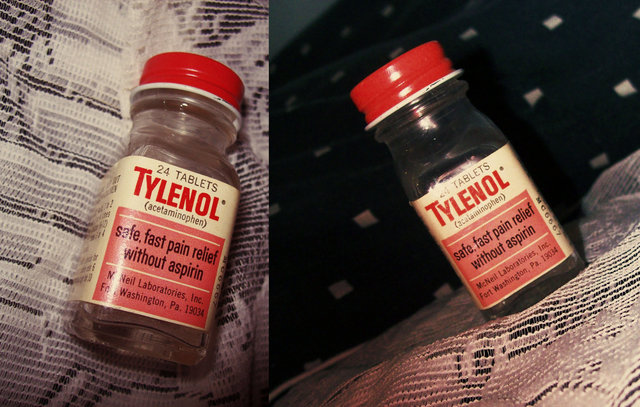 24 TABLETS
TYLENOL®
(acetaminophen)
safe, fast pain relief
without aspirin
McNeil Laboratories, Inc.
Fort Washington, Pa. 19034
24 TABLETS
TYLENOL®
(acetaminophen)
safe, fast pain relief
without aspirin
McNeil Laboratories, Inc.
Fort Washington, Pa. 19034